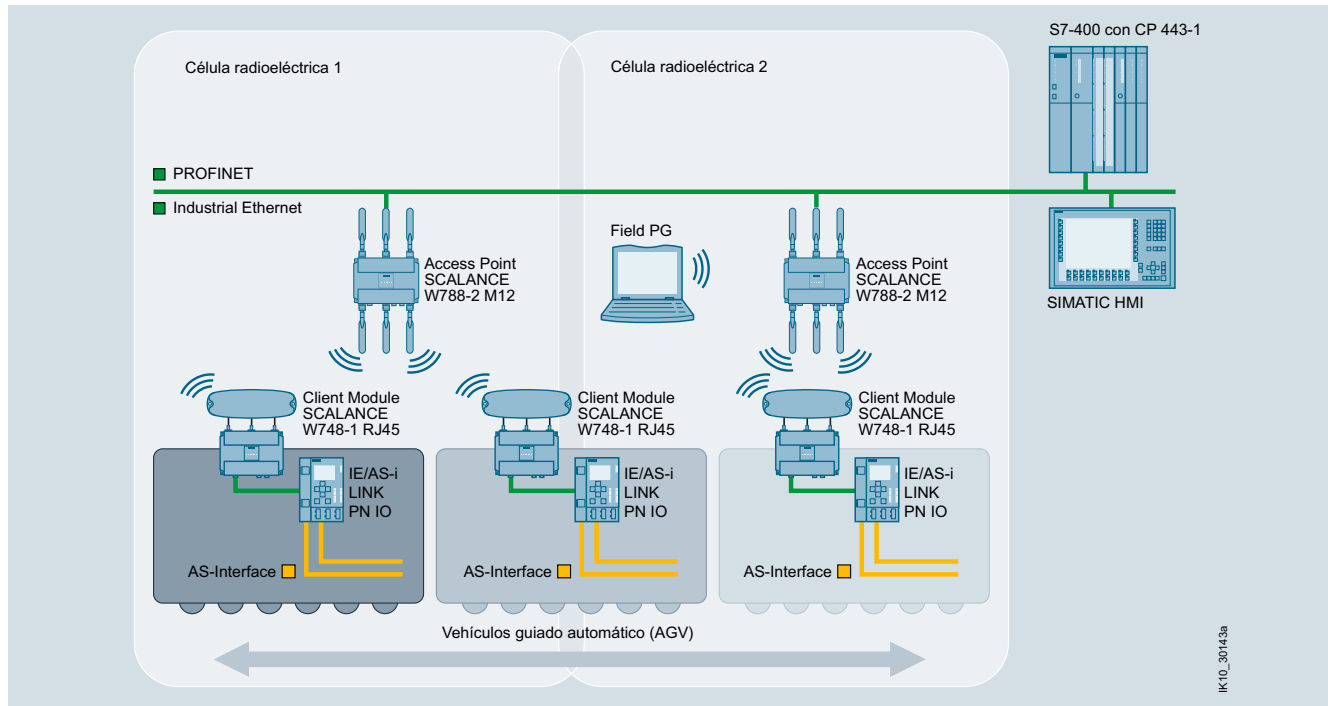 S7-400 con CP 443-1
Célula radioeléctrica 1
Célula radioeléctrica 2
PROFINET
Industrial Ethernet
Field PG
Access Point
SCALANCE
W788-2 M12
Access Point
SCALANCE
W788-2 M12
SIMATIC HMI
Client Module
SCALANCE
W748-1 RJ45
Client Module
SCALANCE
W748-1 RJ45
Client Module
SCALANCE
W748-1 RJ45
IE/AS-i
LINK
PN IO
IE/AS-i
LINK
PN IO
IE/AS-i
LINK
PN IO
AS-Interface
AS-Interface
AS-Interface
Vehículos guiado automático (AGV)
IK10_30143a